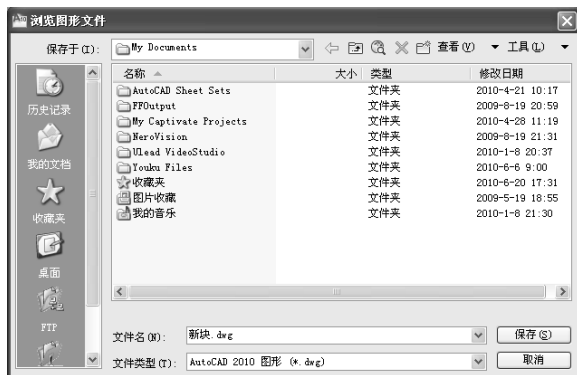 浏览图形文件
保存于(I): My Documents 查看(V) 工具(L)
名称 大小 类型 修改日期
AutoCAD Sheet Sets 文件夹 2010-4-21 10:17
FFOutput 文件夹 2009-8-19 20:59
My Captivate Projects 文件夹 2010-4-28 11:19
NeroVision 文件夹 2009-8-19 21:31
Ulead VideoStudio 文件夹 2010-1-8 20:37
Youku Files 文件夹 2010-6-6 9:00
收藏夹 文件夹 2010-6-20 17:31
图片收藏 文件夹 2009-5-19 18:55
我的音乐 文件夹 2010-1-8 21:30
历史记录
我的文档
收藏夹
桌面
FTP
文件名(N): 新块.dwg 保存(S)
文件类型(T): AutoCAD 2010 图形 (*.dwg) 取消